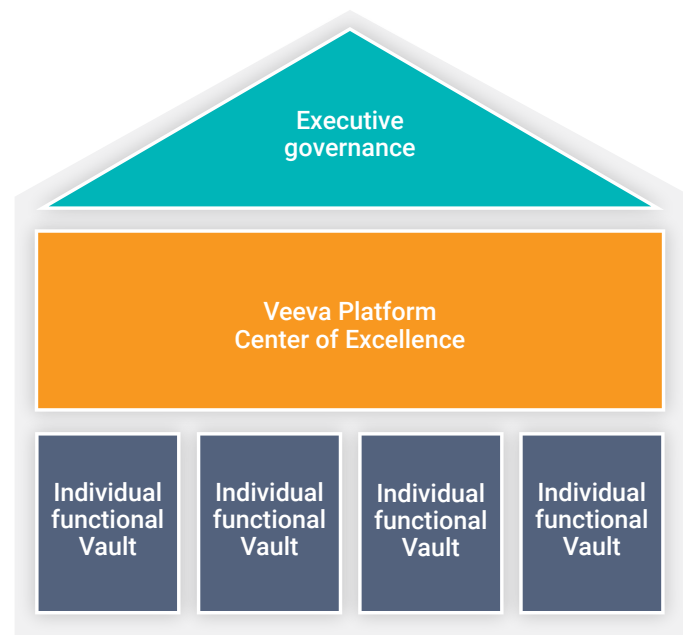 Executive
governance
Veeva Platform
Center of Excellence
Individual
functional
Vault
Individual
functional
Vault
Individual
functional
Vault
Individual
functional
Vault